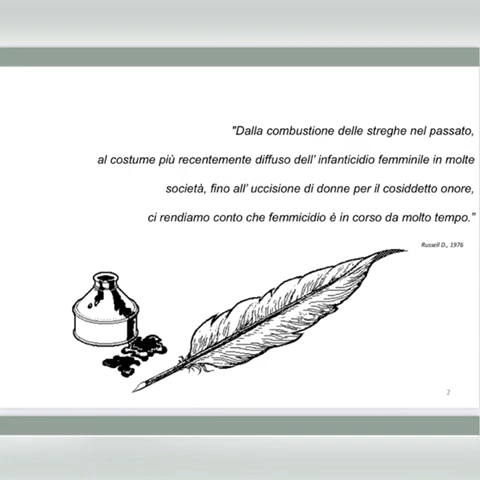 "Dalla combustione delle streghe nel passato,
al costume più recentemente diffuso dell' infanticidio femminile in molte
società, fino all' uccisione di donne per il cosiddetto onore,
ci rendiamo conto che femmicidio è in corso da molto tempo."
Russell D., 1976
2